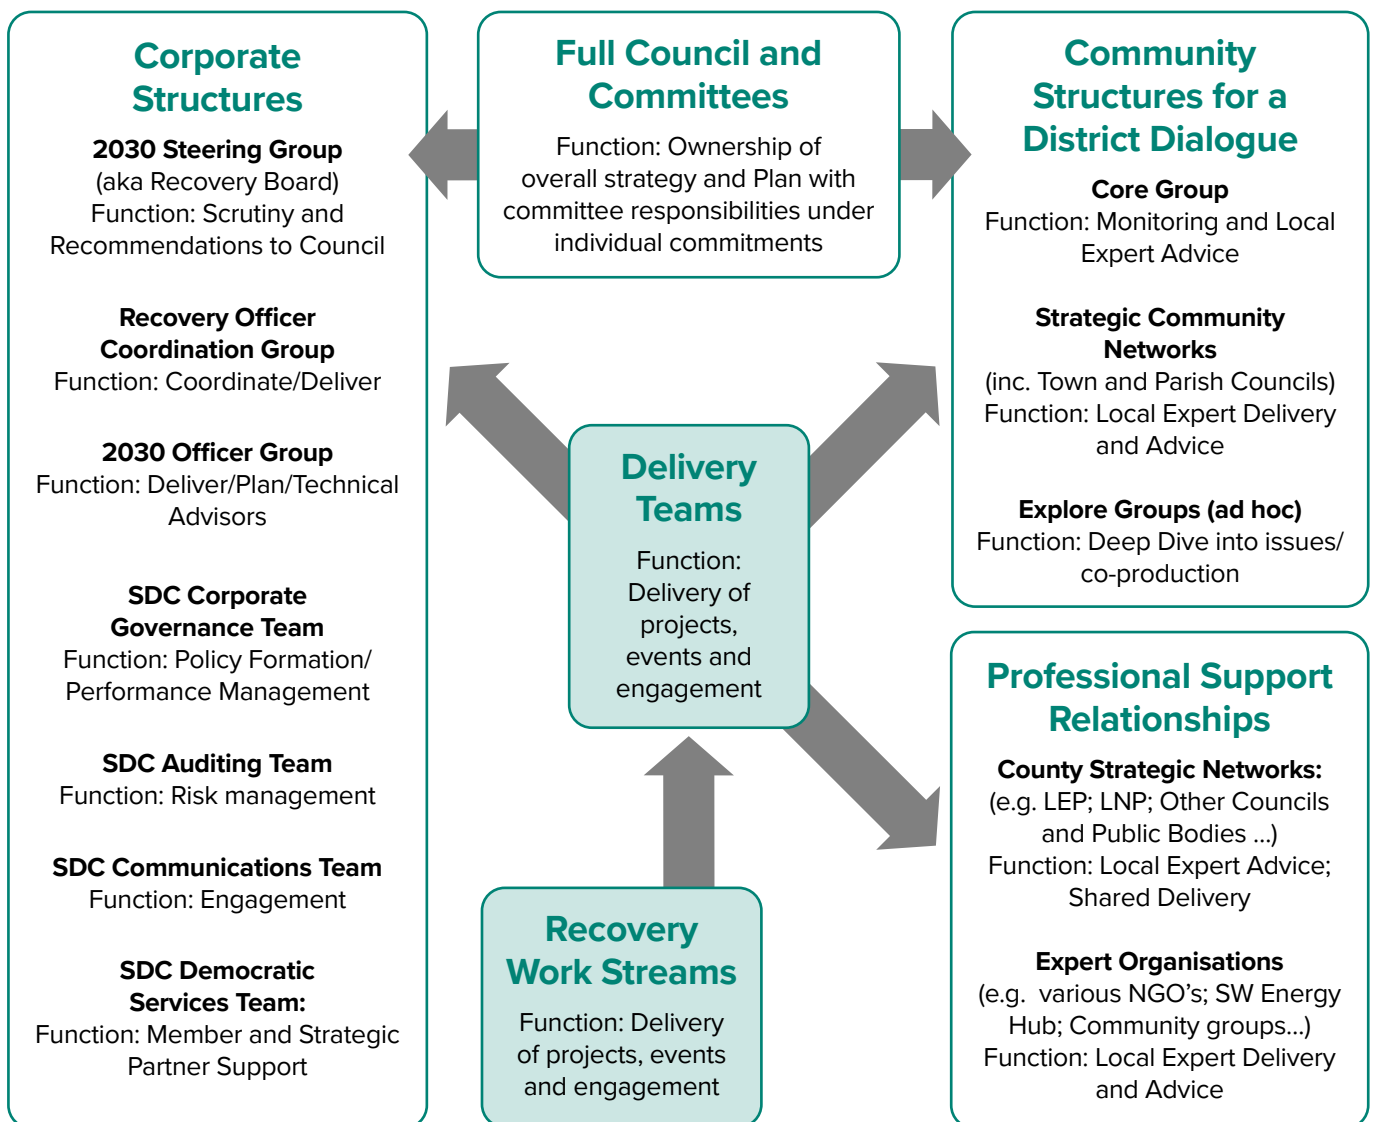 Corporate
Structures
2030 Steering Group
(aka Recovery Board)
Function: Scrutiny and
Recommendations to Council
Recovery Officer
Coordination Group
Function: Coordinate/Deliver
2030 Officer Group
Function: Deliver/Plan/Technical
Advisors
SDC Corporate
Governance Team
Function: Policy Formation/
Performance Management
SDC Auditing Team
Function: Risk management
SDC Communications Team
Function: Engagement
SDC Democratic
Services Team:
Function: Member and Strategic
Partner Support
Full Council and
Committees
Function: Ownership of
overall strategy and Plan with
committee responsibilities under
individual commitments
Delivery
Teams
Function:
Delivery of
projects,
events and
engagement
Recovery
Work Streams
Function: Delivery
of projects, events
and engagement
Community
Structures for a
District Dialogue
Core Group
Function: Monitoring and Local
Expert Advice
Strategic Community
Networks
(inc. Town and Parish Councils)
Function: Local Expert Delivery
and Advice
Explore Groups (ad hoc)
Function: Deep Dive into issues/
co-production
Professional Support
Relationships
County Strategic Networks:
(e.g. LEP; LNP; Other Councils
and Public Bodies ...)
Function: Local Expert Advice;
Shared Delivery
Expert Organisations
(e.g.  various NGO's; SW Energy
Hub; Community groups...)
Function: Local Expert Delivery
and Advice